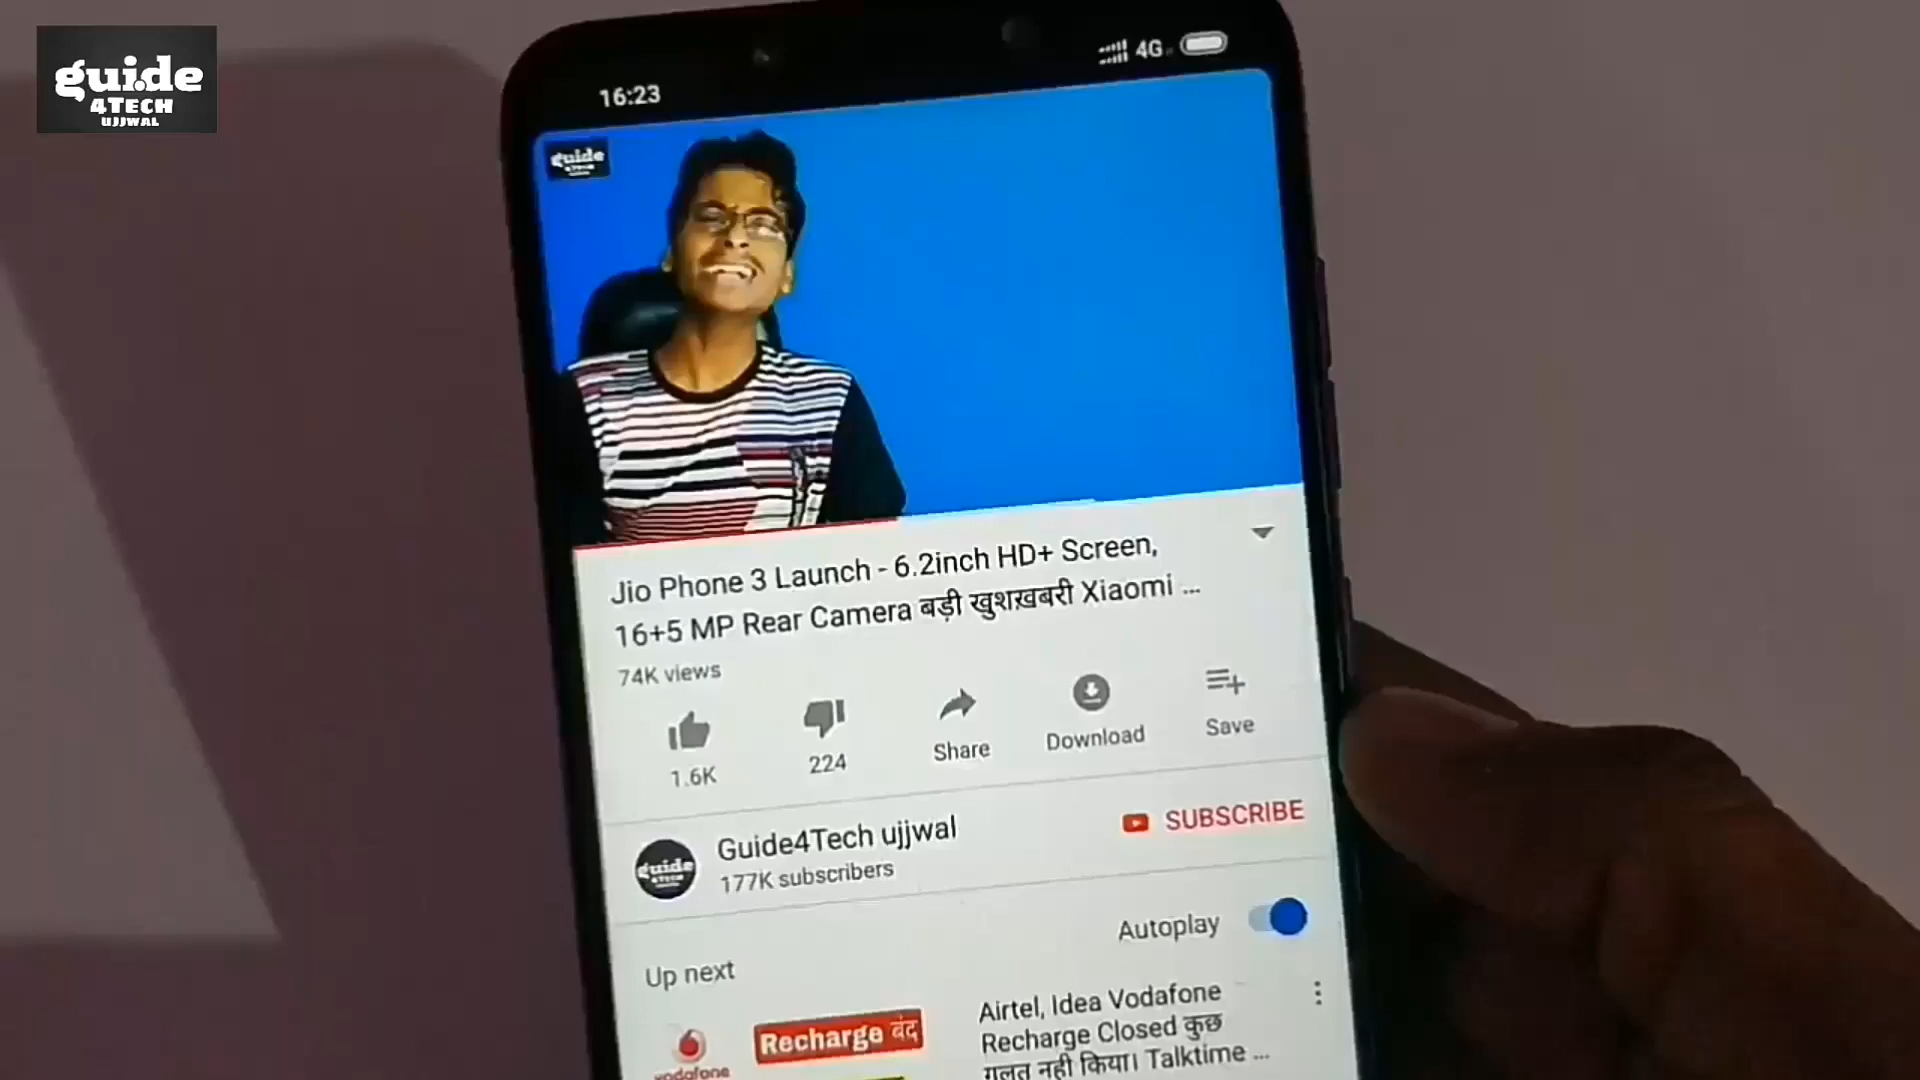 guide
4TECH
UJJWAL
16:23
4G
guide
Jio Phone 3 Launch - 6.2inch HD+ Screen,
16+5 MP Rear Camera बड़ी खुशख़बरी Xiaomi ...
74K views
1.6K
224
Share
Download
Save
guide
Guide4Tech ujjwal
177K subscribers
SUBSCRIBE
Autoplay
Up next
vodafone
Recharge बंद
Airtel, Idea Vodafone
Recharge Closed कुछ
गलत नही किया। Talktime ...